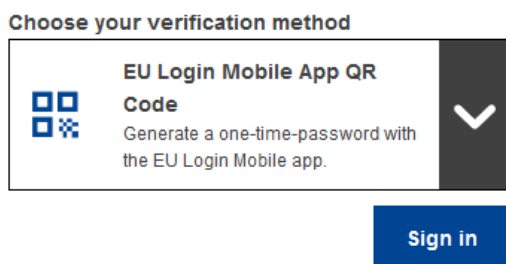 Choose your verification method
EU Login Mobile App QR
Code
Generate a one-time-password with
the EU Login Mobile app.
Sign in